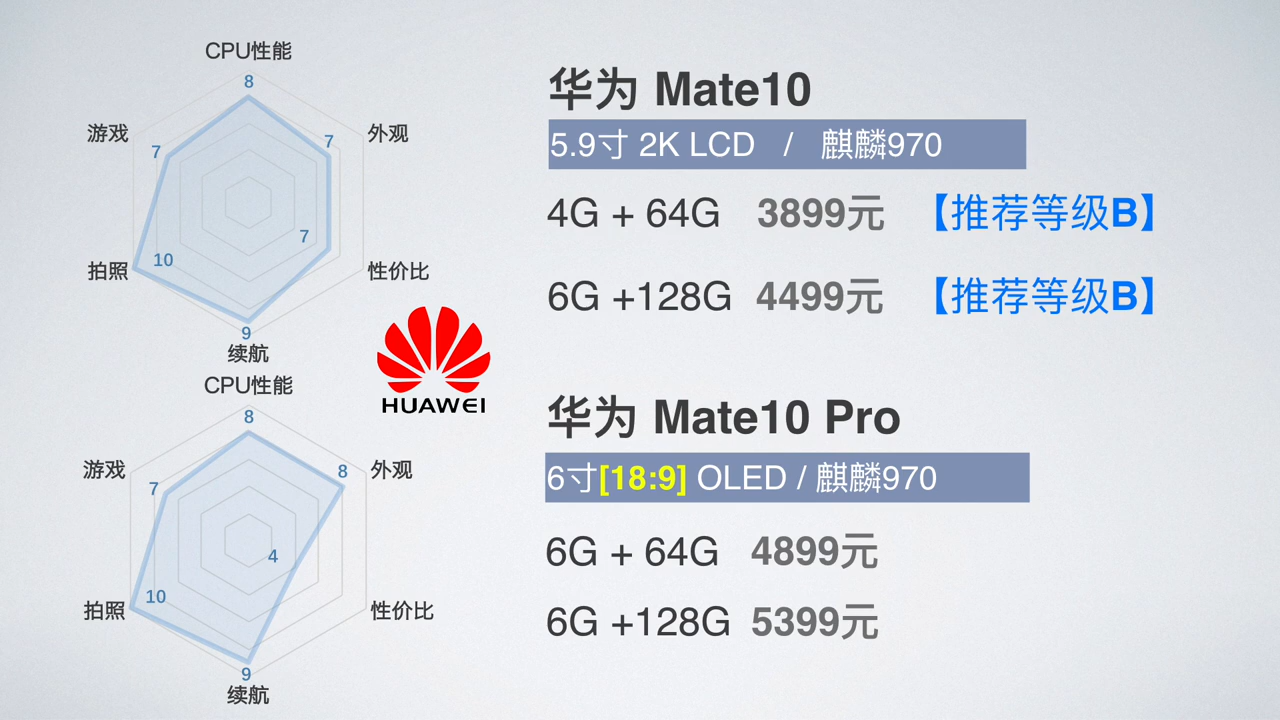 CPU性能
8
游戏
7
7
外观
拍照
10
7
性价比
9
续航
HUAWEI
华为 Mate10
5.9寸 2K LCD / 麒麟970
4G + 64G 3899元 【推荐等级B】
6G +128G 4499元 【推荐等级B】
CPU性能
8
游戏
7
8
外观
拍照
10
4
性价比
9
续航
华为 Mate10 Pro
6寸[18:9] OLED / 麒麟970
6G + 64G 4899元
6G +128G 5399元